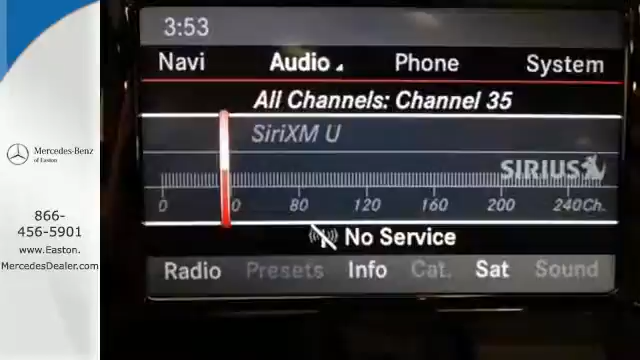 Mercedes-Benz
of Easton
866-
456-5901
www.Easton.
MercedesDealer.com
3:53
Navi Audio Phone System
All Channels: Channel 35
SiriXM U
SIRIUS
0 0 80 120 160 200 240Ch.
No Service
Radio Presets Info Cat. Sat Sound